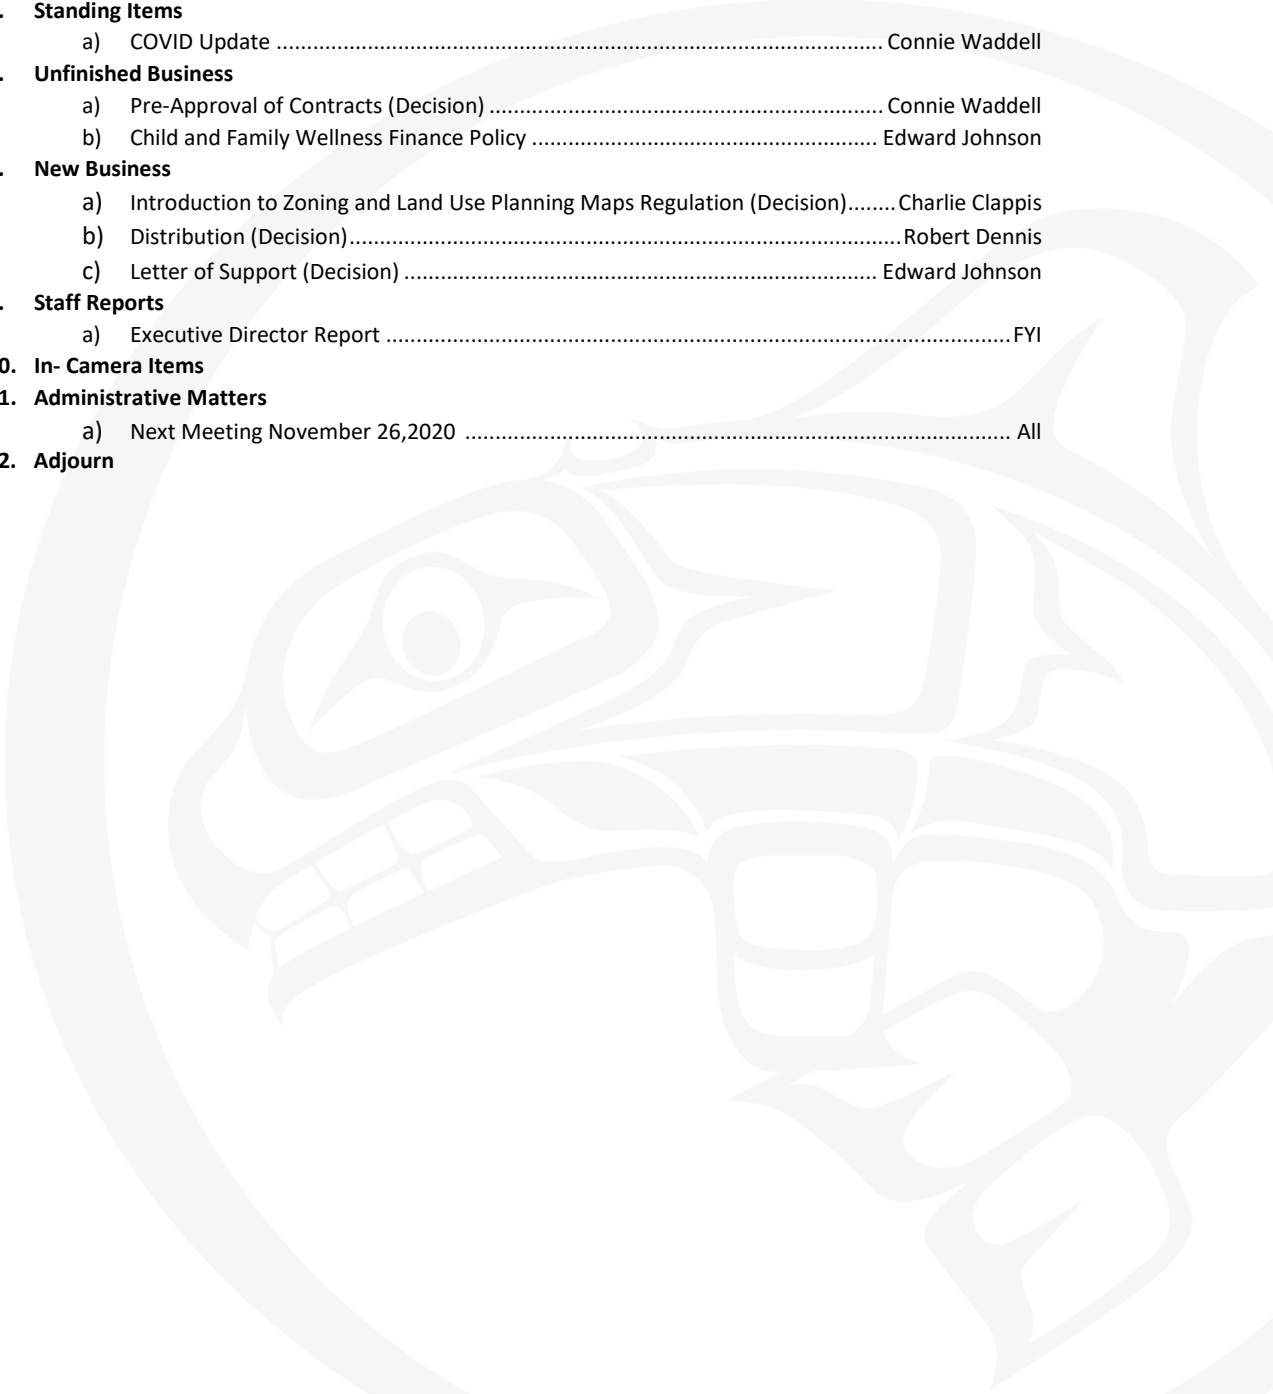 . Standing Items
a) COVID Update ..................................................................................................... Connie Waddell
. Unfinished Business
a) Pre-Approval of Contracts (Decision) .................................................................. Connie Waddell
b) Child and Family Wellness Finance Policy .......................................................... Edward Johnson
. New Business
a) Introduction to Zoning and Land Use Planning Maps Regulation (Decision)........ Charlie Clappis
b) Distribution (Decision)............................................................................................ Robert Dennis
c) Letter of Support (Decision) ............................................................................... Edward Johnson
. Staff Reports
a) Executive Director Report ........................................................................................................ FYI
0. In- Camera Items
1. Administrative Matters
a) Next Meeting November 26,2020 ........................................................................................... All
2. Adjourn